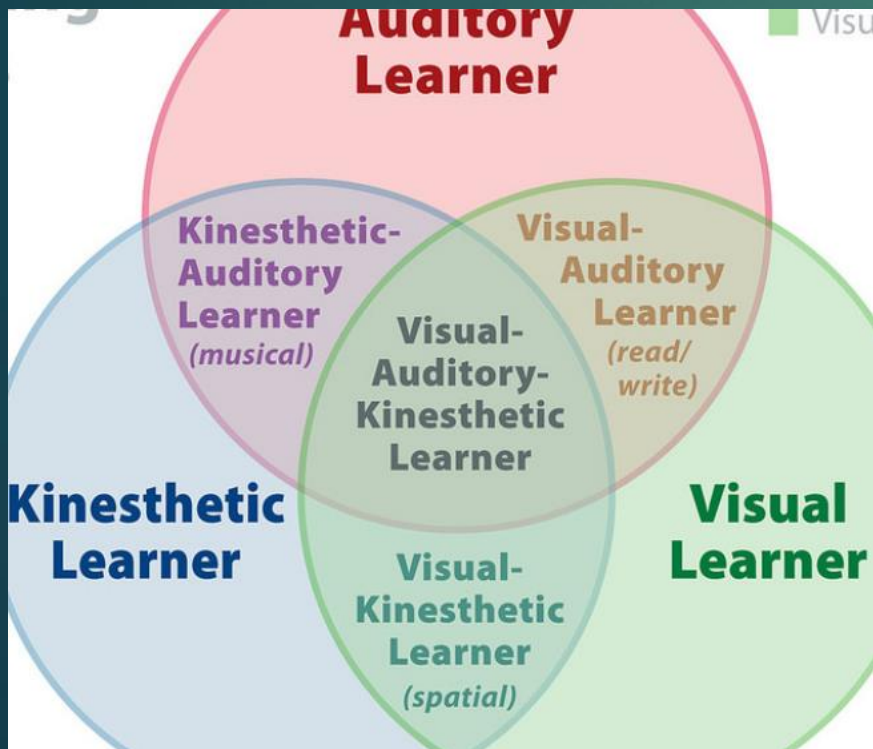 Auditory
Learner
Kinesthetic-
Auditory
Learner
(musical)
Visual-
Auditory
Learner
(read/
write)
Visual-
Auditory-
Kinesthetic
Learner
Kinesthetic
Learner
Visual
Learner
Visual-
Kinesthetic
Learner
(spatial)